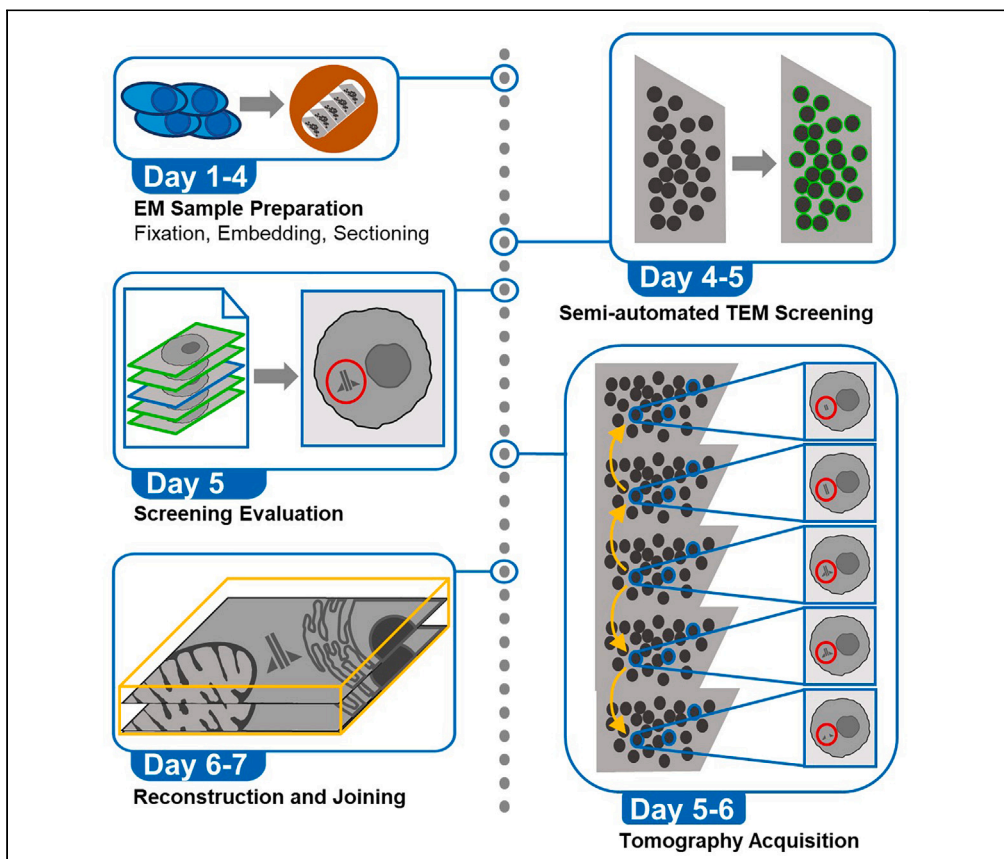 Day 1-4
EM Sample Preparation
Fixation, Embedding, Sectioning
Day 4-5
Semi-automated TEM Screening
Day 5
Screening Evaluation
Day 5-6
Tomography Acquisition
Day 6-7
Reconstruction and Joining